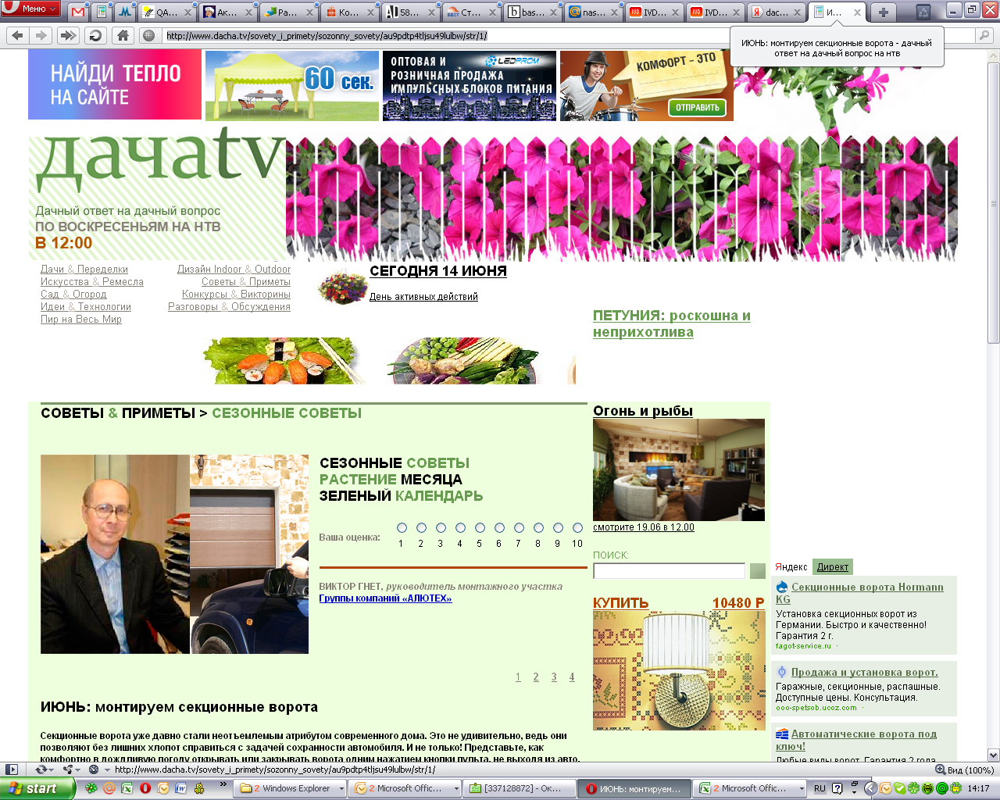 Меню
QA...
Ак...
Ра...
Ко...
58...
Ст...
bas...
nas...
IVD...
IVD...
dac...
И...
http://www.dacha.tv/sovety_i_primety/sozonny_sovety/au9pdtp4tljsu49lulbw/str/1/
ИЮНЬ: монтируем секционные ворота - дачный
ответ на дачный вопрос на нтв
НАЙДИ ТЕПЛО
НА САЙТЕ
60 сек.
ОПТОВАЯ И
LEDPROM
РОЗНИЧНАЯ ПРОДАЖА
ИМПУЛЬСНЫХ БЛОКОВ ПИТАНИЯ
КОМФОРТ - ЭТО
ОТПРАВИТЬ
дачаtv
Дачный ответ на дачный вопрос
ПО ВОСКРЕСЕНЬЯМ НА НТВ
В 12:00
Дачи & Переделки
Искусства & Ремесла
Сад & Огород
Идеи & Технологии
Пир на Весь Мир
Дизайн Indoor & Outdoor
Советы & Приметы
Конкурсы & Викторины
Разговоры & Обсуждения
СЕГОДНЯ 14 ИЮНЯ
День активных действий
ПЕТУНИЯ: роскошна и
неприхотлива
СОВЕТЫ & ПРИМЕТЫ > СЕЗОННЫЕ СОВЕТЫ
СЕЗОННЫЕ СОВЕТЫ
РАСТЕНИЕ МЕСЯЦА
ЗЕЛЕНЫЙ КАЛЕНДАРЬ
Ваша оценка:
1 2 3 4 5 6 7 8 9 10
ВИКТОР ГНЕТ, руководитель монтажного участка
Группы компаний «АЛЮТЕХ»
1 2 3 4
ИЮНЬ: монтируем секционные ворота
Секционные ворота уже давно стали неотъемлемым атрибутом современного дома. Это не удивительно, ведь они
позволяют без лишних хлопот справиться с задачей сохранности автомобиля. И не только! Представьте, как
комфортно в дождливую погоду открывать или закрывать ворота одним нажатием кнопки пульта, не выходя из авто.
Огонь и рыбы
смотрите 19.06 в 12.00
ПОИСК:
КУПИТЬ 10480 Р
Яндекс Директ
Секционные ворота Hormann
KG
Установка секционных ворот из
Германии. Быстро и качественно!
Гарантия 2 г.
fagot-service.ru ·
Продажа и установка ворот.
Гаражные, секционные, распашные.
Доступные цены. Консультация.
ooo-spetsob.ucoz.com ·
Автоматические ворота под
ключ!
Любые виды ворот. Гарантия 2 года
http://www.dacha.tv/sovety_i_primety/sozonny_sovety/au9pdtp4tljsu49lulbw/str/1/
Вид (100%)
start
2 Windows Explorer
2 Microsoft Offic...
[337128872] - Ок...
ИЮНЬ: монтируем...
2 Microsoft Offic...
RU
14:17